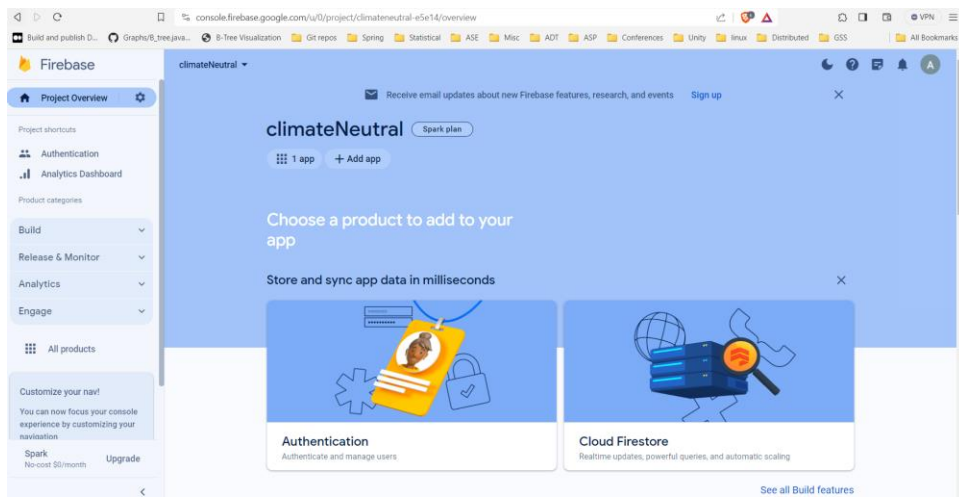 console.firebase.google.com/u/0/project/climateneutral-e5e14/overview
VPN
Build and publish D... Graphs/B_tree.java... B-Tree Visualization Git repos Spring Statistical ASE Misc ADT ASP Conferences Unity linux Distributed GSS All Bookmarks
Firebase
climateNeutral
A
Project Overview
Receive email updates about new Firebase features, research, and events Sign up
Project shortcuts
Authentication
Analytics Dashboard
Product categories
Build
Release & Monitor
Analytics
Engage
All products
Customize your nav!
You can now focus your console
experience by customizing your
navigation
Spark
No-cost $0/month
Upgrade
climateNeutral Spark plan
1 app + Add app
Choose a product to add to your
app
Store and sync app data in milliseconds
Authentication
Authenticate and manage users
Cloud Firestore
Realtime updates, powerful queries, and automatic scaling
See all Build features